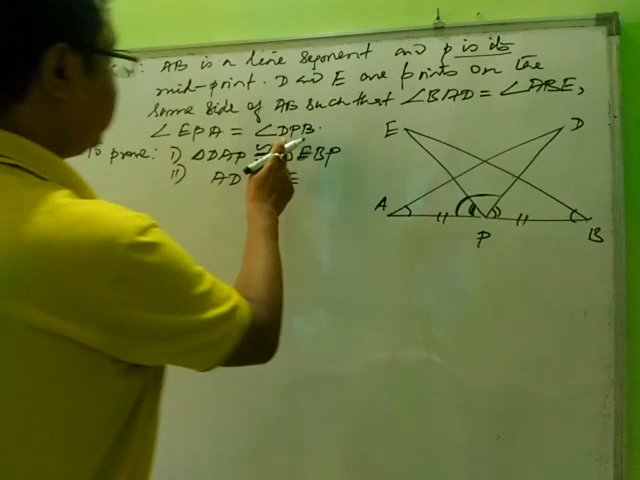 AB is a line segment and P is its
mid-print. D and E are points on the
same side of AB such that ∠BAD = ∠ABE,
∠EPA = ∠DPB.
To prove: i) ΔDAP ≅ ΔEBP
ii) AD E
E D
A B
P